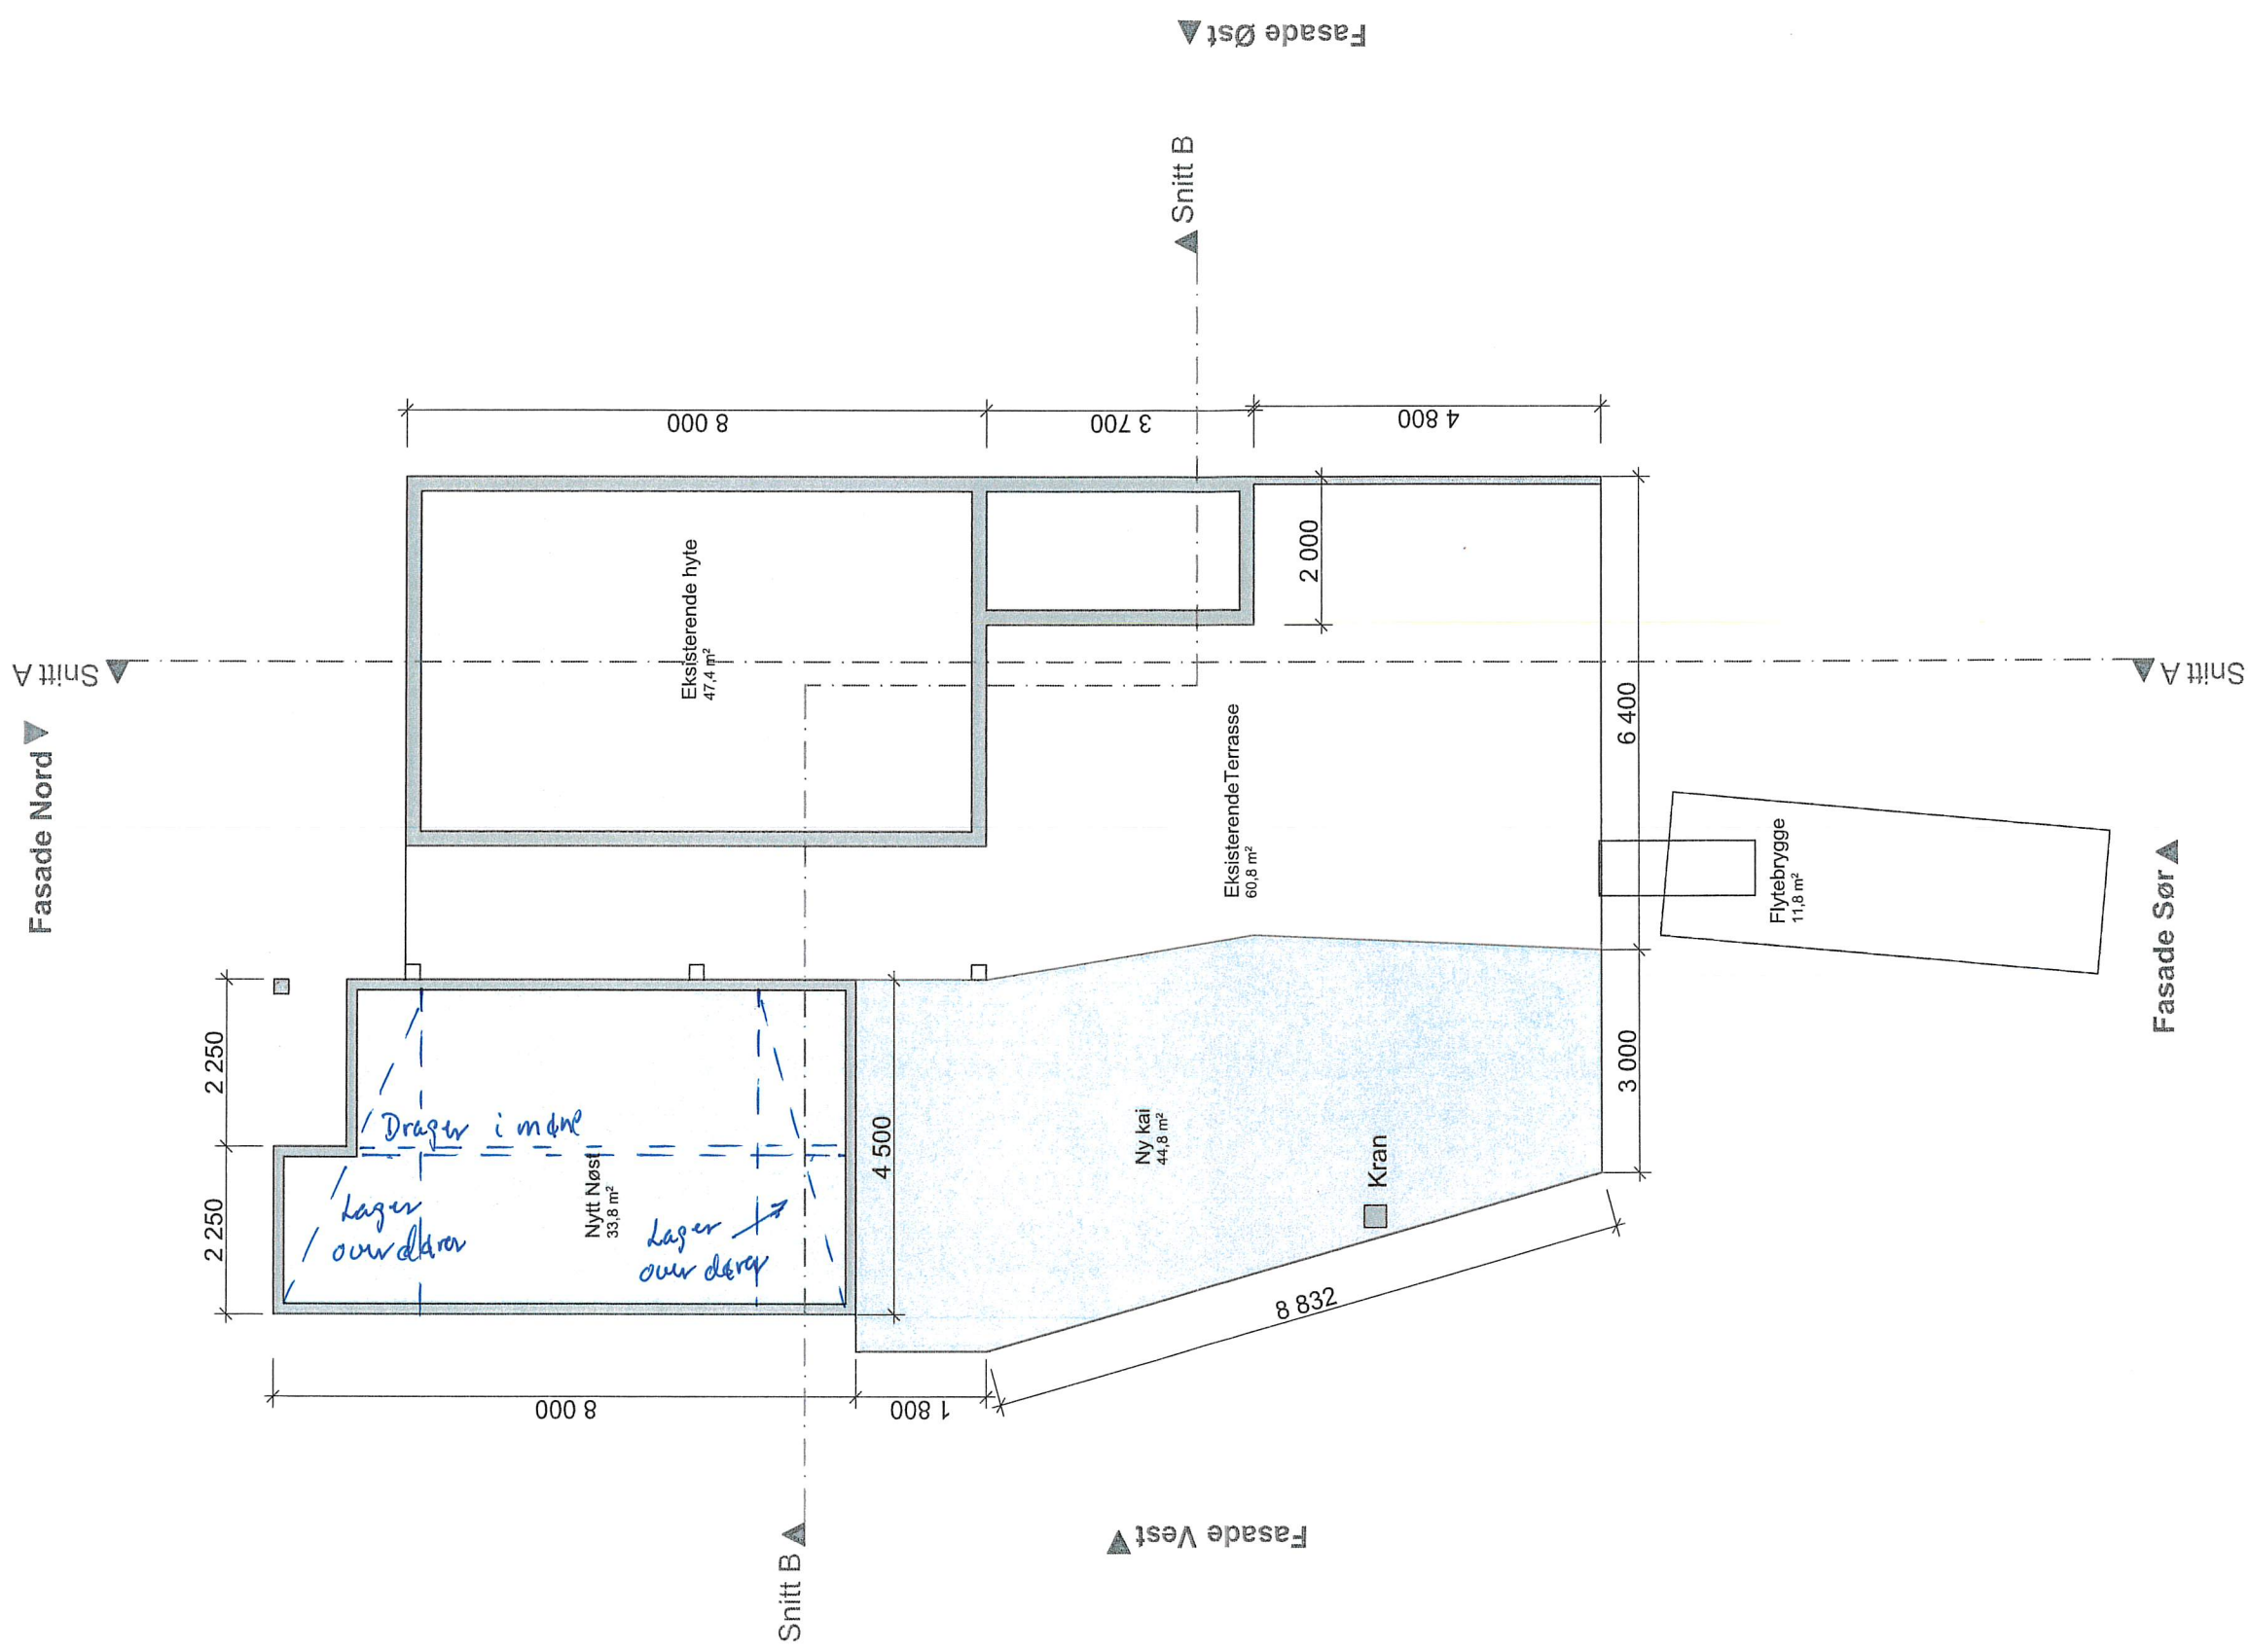 Fasade Øst
Snitt B
8 000
3 700
4 800
Eksisterende hyte
47,4 m²
2 000
Snitt A
Snitt A
Fasade Nord
6 400
EksisterendeTerrasse
60,8 m²
Flytebrygge
11,8 m²
Fasade Sør
2 250
2 250
Drager i møne
Nytt Nøst
33,8 m²
Lager
over dører
Lager
over dører
4 500
Ny kai
44,8 m²
Kran
3 000
8 832
8 000
1 800
Snitt B
Fasade Vest